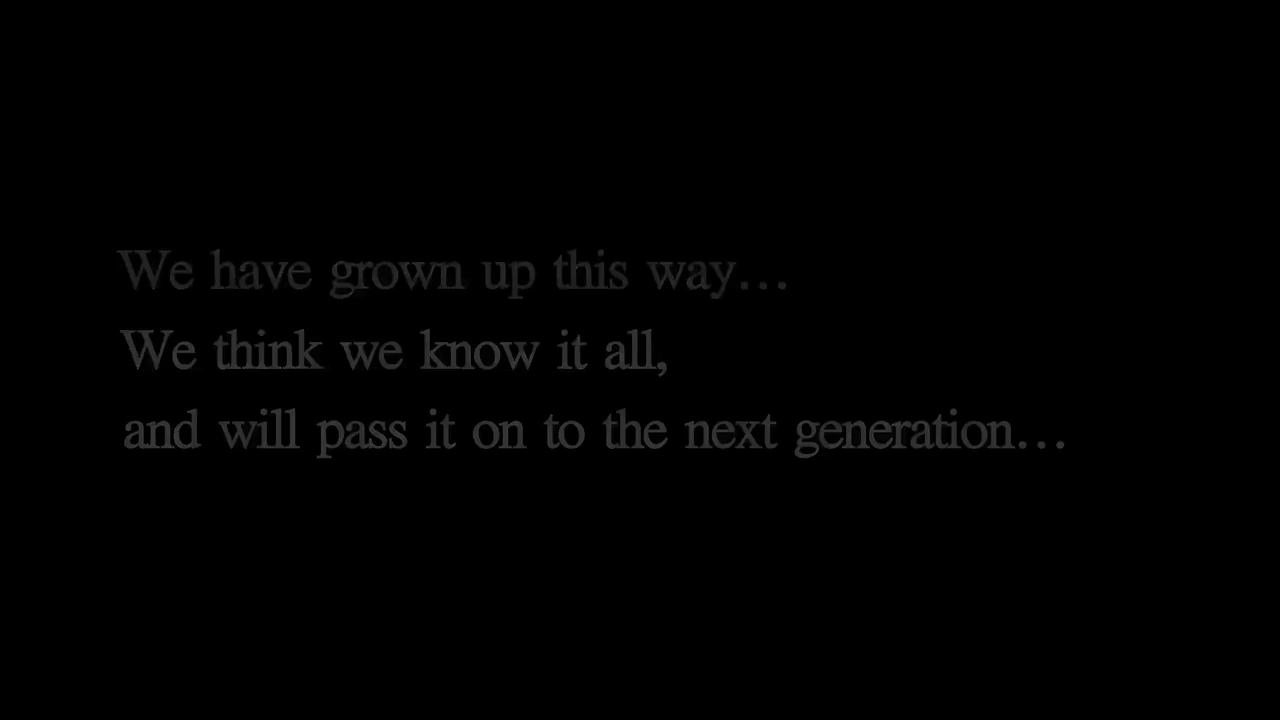 We have grown up this way…
We think we know it all,
and will pass it on to the next generation…